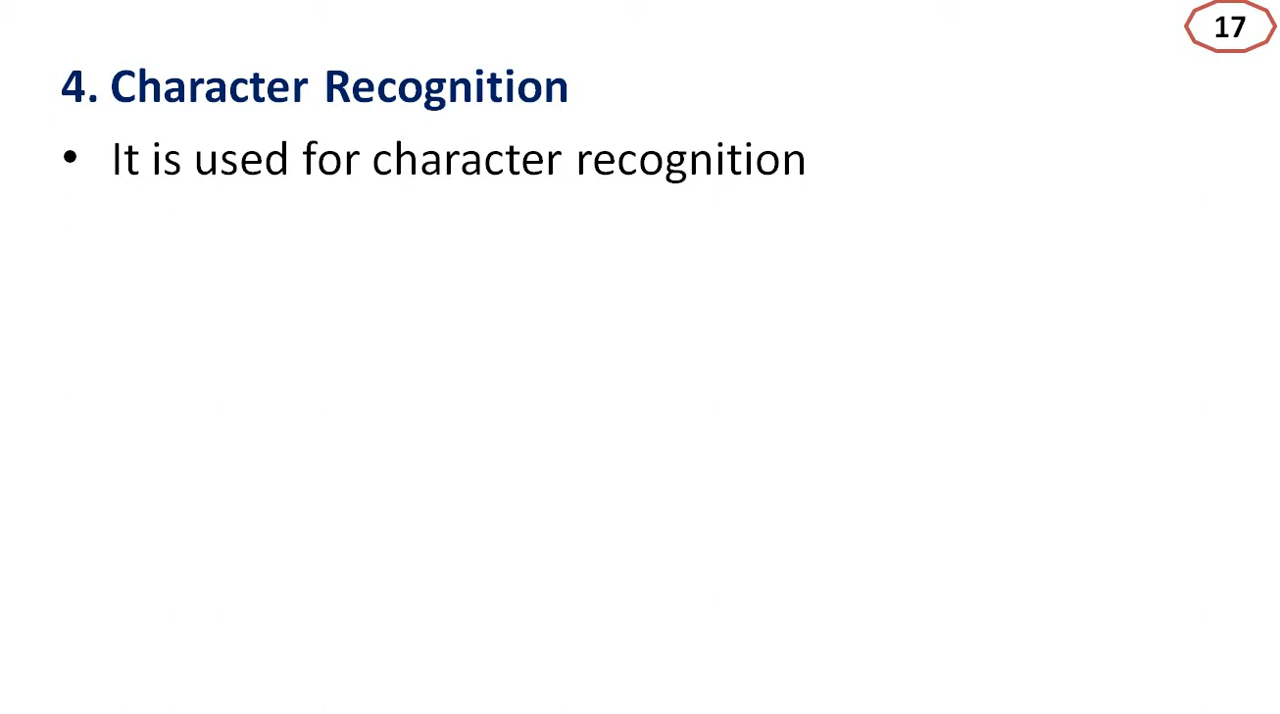 17
4. Character Recognition
• It is used for character recognition